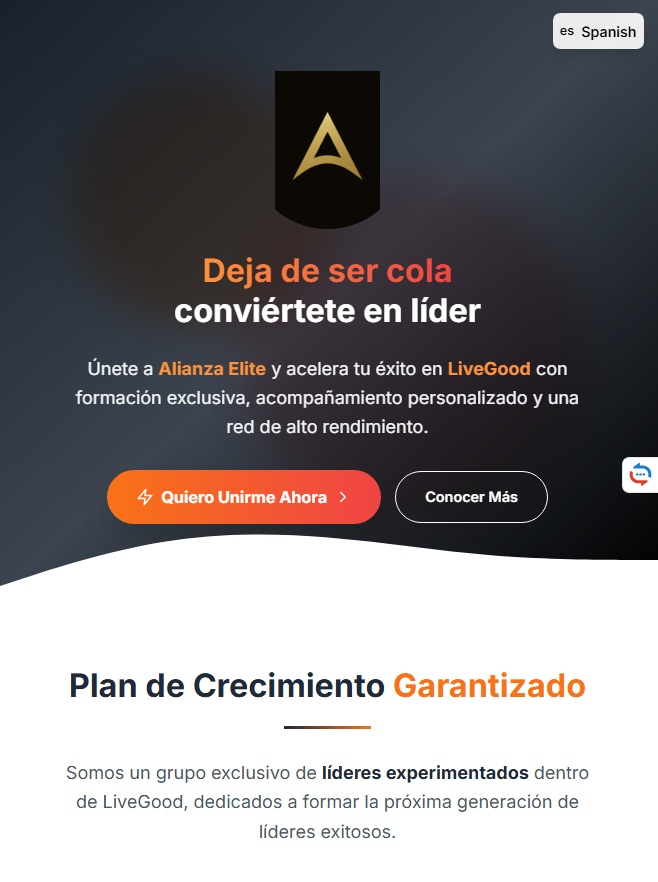 es Spanish
Deja de ser cola
conviértete en líder
Únete a Alianza Elite y acelera tu éxito en LiveGood con
formación exclusiva, acompañamiento personalizado y una
red de alto rendimiento.
Quiero Unirme Ahora
Conocer Más
Plan de Crecimiento Garantizado
Somos un grupo exclusivo de líderes experimentados dentro
de LiveGood, dedicados a formar la próxima generación de
líderes exitosos.